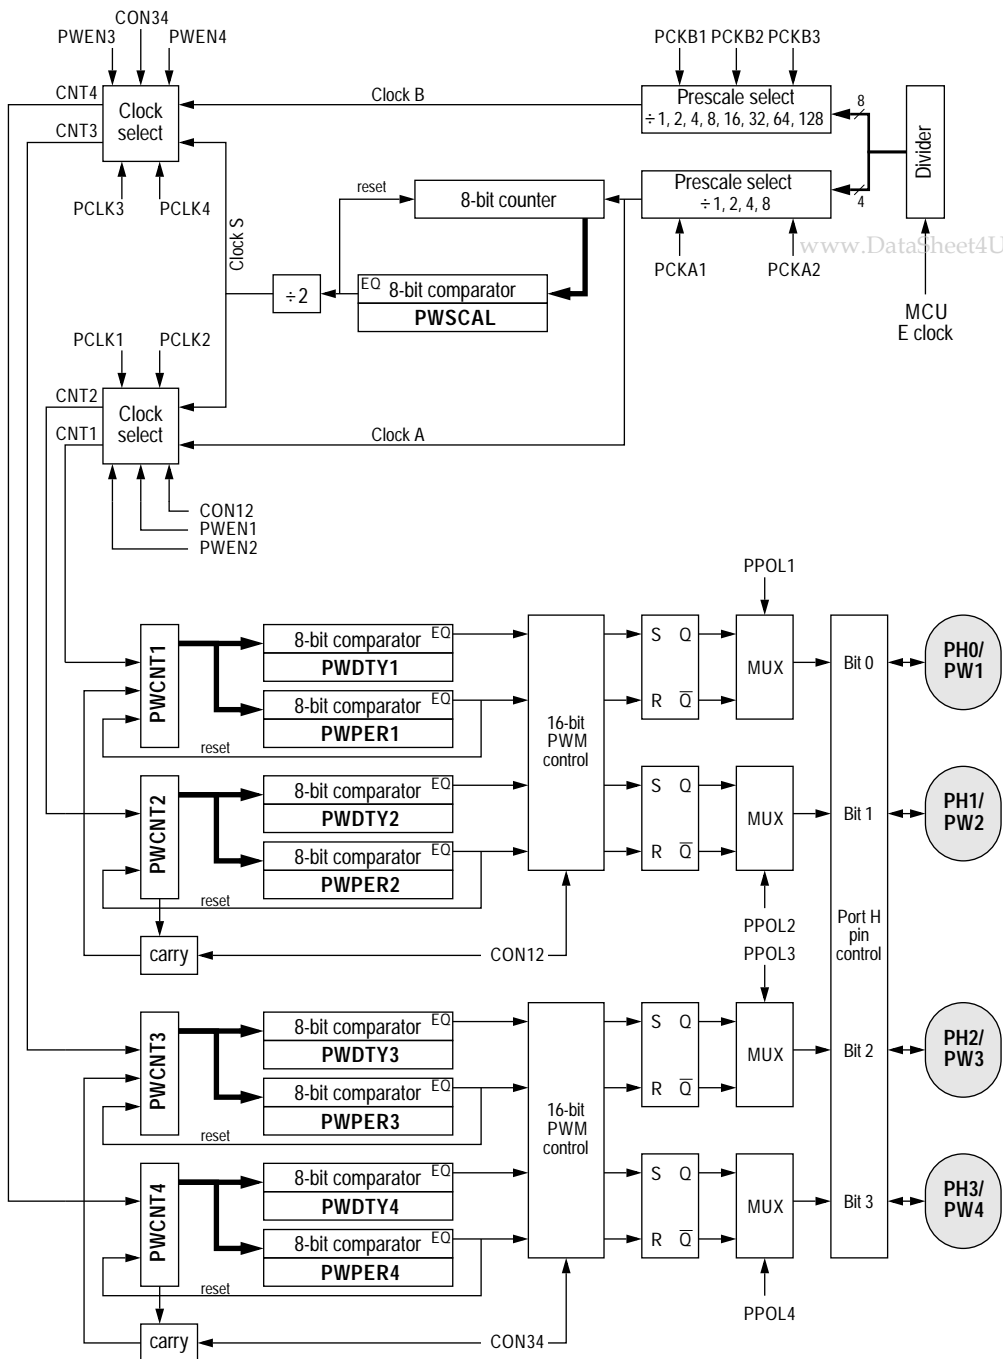 CON34
PWEN3 PWEN4
PCKB1 PCKB2 PCKB3
CNT4
CNT3
Clock
select
Clock B
Prescale select
÷ 1, 2, 4, 8, 16, 32, 64, 128
8
4
Divider
PCLK3 PCLK4
reset
8-bit counter
Prescale select
÷ 1, 2, 4, 8
www.DataSheet4U
Clock S
÷2
EQ 8-bit comparator
PWSCAL
PCKA1 PCKA2
MCU
E clock
PCLK1 PCLK2
CNT2
CNT1
Clock
select
Clock A
CON12
PWEN1
PWEN2
PPOL1
PWCNT1
8-bit comparator EQ
PWDTY1
8-bit comparator EQ
PWPER1
reset
16-bit
PWM
control
S Q
R Q̅
MUX
Bit 0
PH0/
PW1
PWCNT2
8-bit comparator EQ
PWDTY2
8-bit comparator EQ
PWPER2
reset
S Q
R Q̅
MUX
Bit 1
PH1/
PW2
PPOL2
carry
CON12
PPOL3
Port H
pin
control
PWCNT3
8-bit comparator EQ
PWDTY3
8-bit comparator EQ
PWPER3
reset
16-bit
PWM
control
S Q
R Q̅
MUX
Bit 2
PH2/
PW3
PWCNT4
8-bit comparator EQ
PWDTY4
8-bit comparator EQ
PWPER4
reset
S Q
R Q̅
MUX
Bit 3
PH3/
PW4
PPOL4
carry
CON34